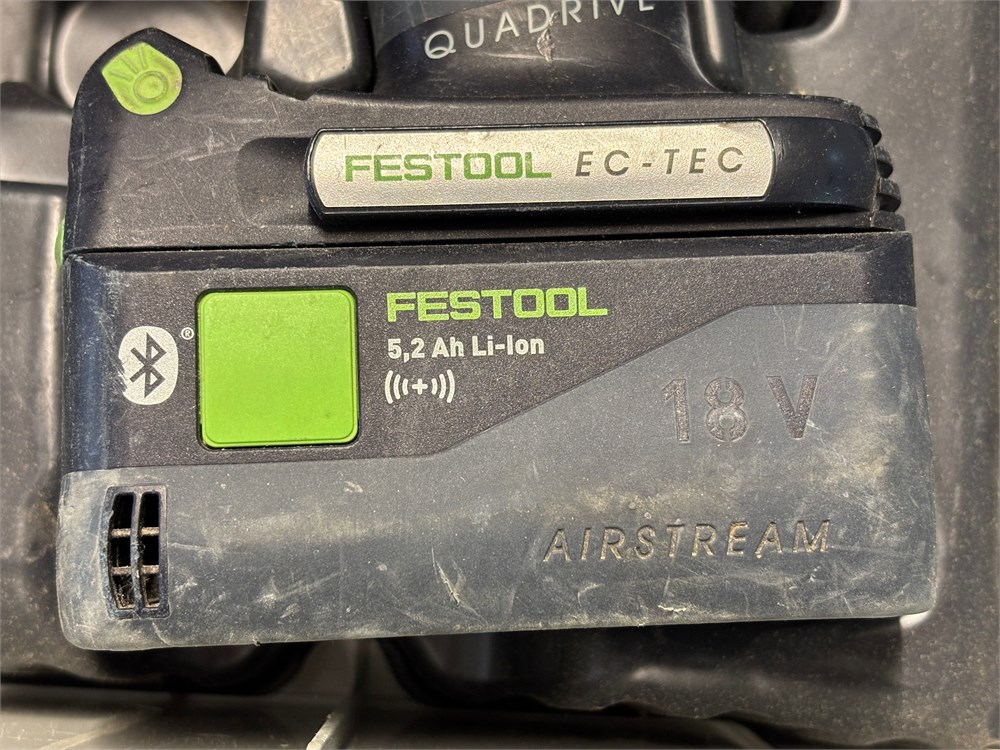 QUADRIVE
FESTOOL EC-TEC
FESTOOL
®
5,2 Ah Li-Ion
(((+)))
18 V
AIRSTREAM